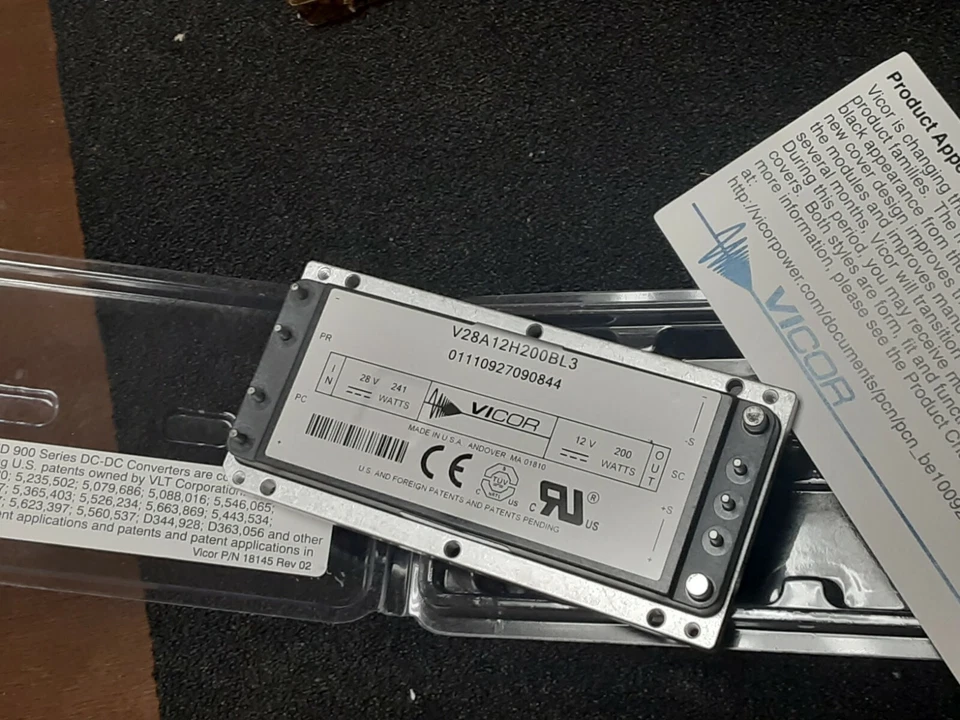 V28A12H200BL3
01110927090844
PR
PC
IN
28 V 241
WATTS
VICOR
12 V 200
WATTS
OUT
+
-
-S
SC
+S
MADE IN U.S.A. ANDOVER, MA 01810
CE
TUV
C US
C RU ® US
U.S. AND FOREIGN PATENTS AND PATENTS PENDING
Product Appe
Vicor is changing th
product families. The
black appearance from the
new cover design improves
the modules and improves man
several months, Vicor will transition
During this period, you may receive
covers. Both styles are form, fit and func
more information, please see the Product Ch
at:
http://vicorpower.com/documents/pcn/pcn_be10092
VICOR
D 900 Series DC-DC Converters are
U.S. patents owned by VLT Corporation
5,235,502; 5,079,686; 5,088,016; 5,546,065;
5,365,403; 5,526,234; 5,663,869; 5,443,534;
5,623,397; 5,560,537; D344,928; D363,056 and other
ent applications and patents and patent applications in
Vicor P/N 18145 Rev 02